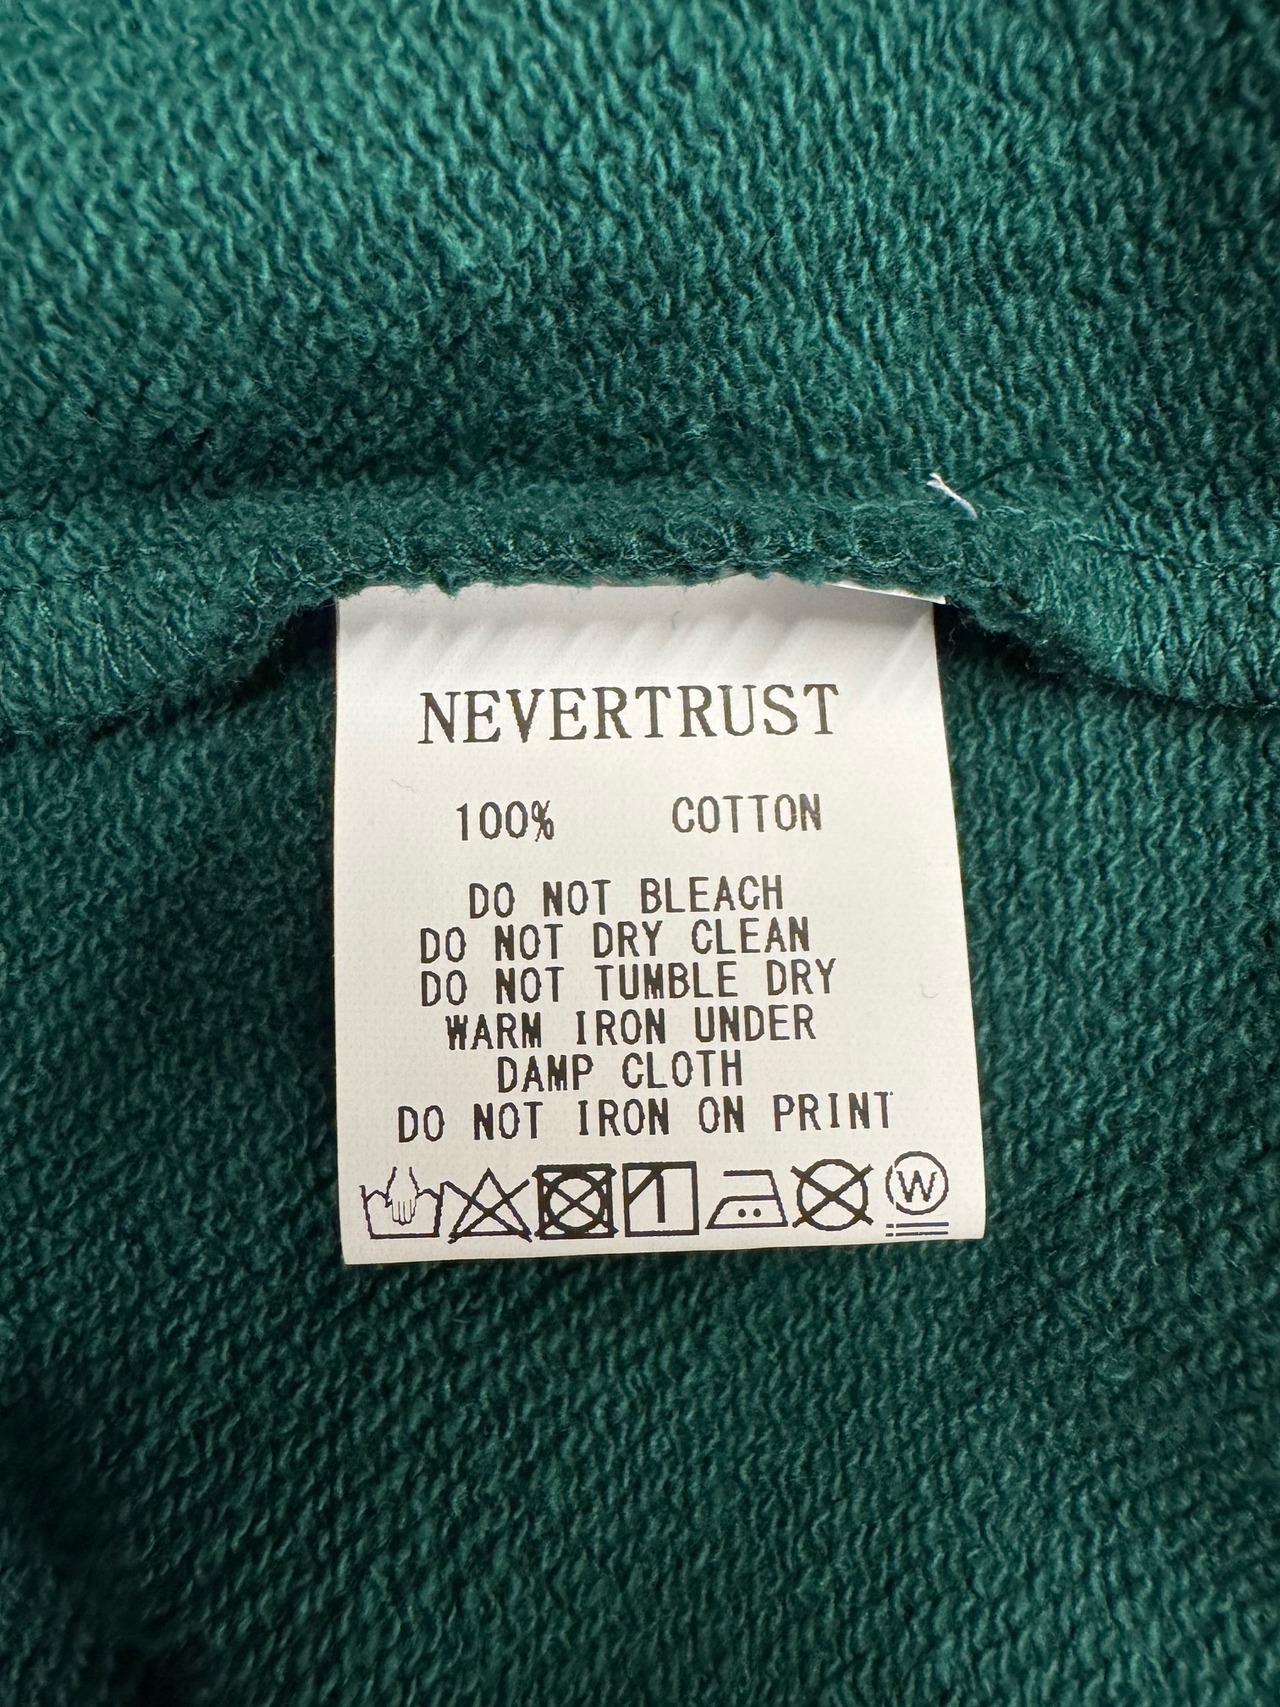 NEVERTRUST
100% COTTON
DO NOT BLEACH
DO NOT DRY CLEAN
DO NOT TUMBLE DRY
WARM IRON UNDER
DAMP CLOTH
DO NOT IRON ON PRINT
W